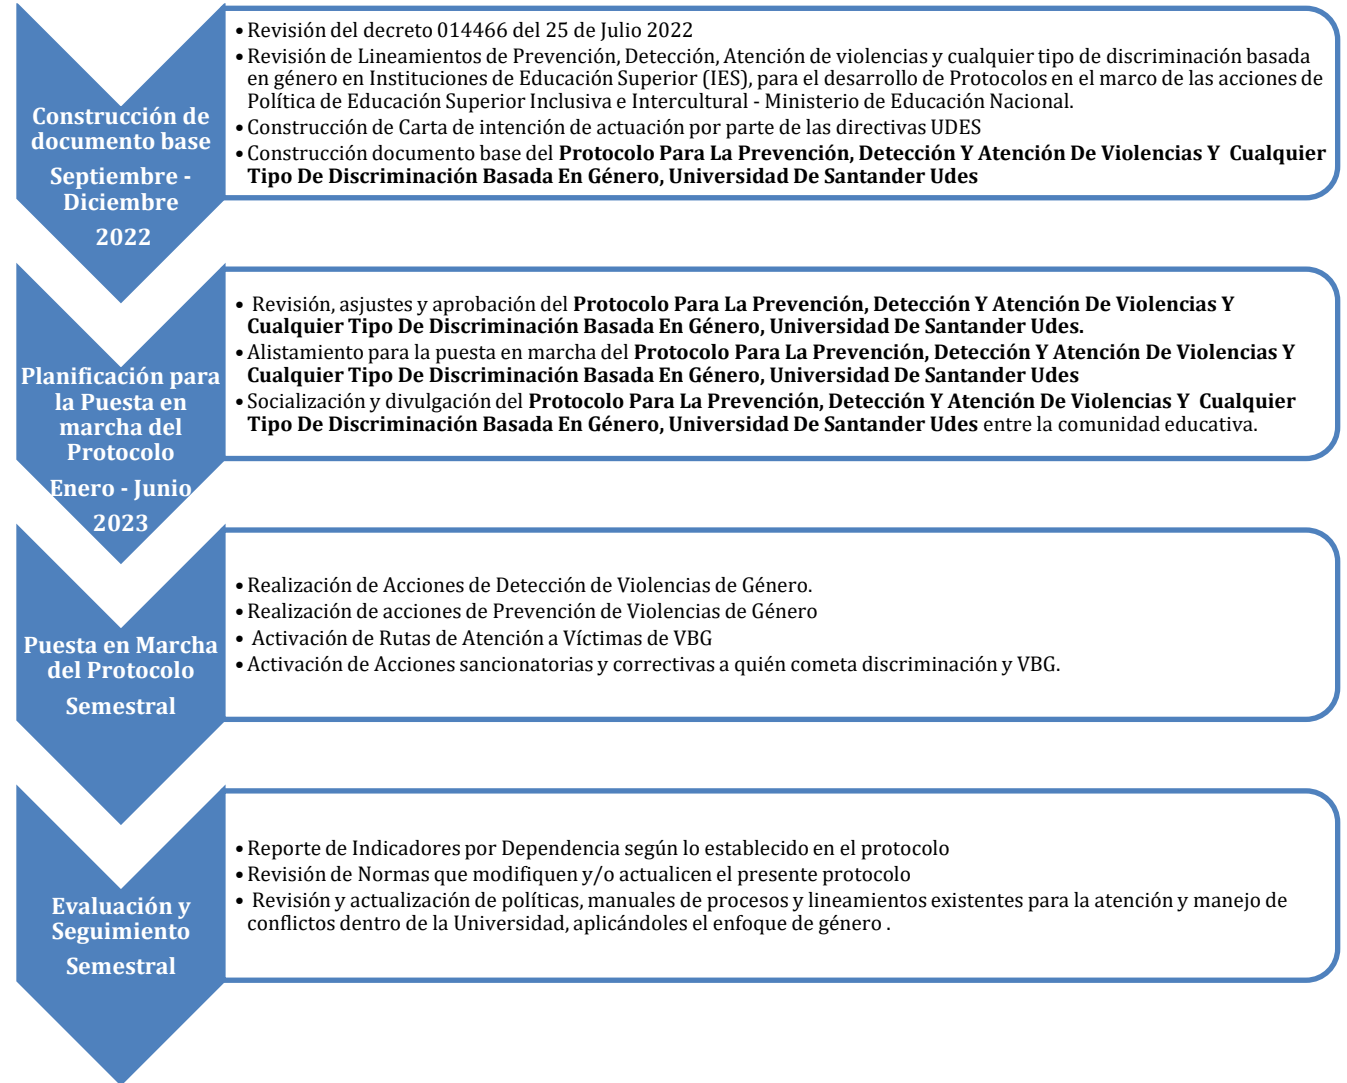 Construcción de
documento base
Septiembre -
Diciembre
2022
•Revisión del decreto 014466 del 25 de Julio 2022
•Revisión de Lineamientos de Prevención, Detección, Atención de violencias y cualquier tipo de discriminación basada
en género en Instituciones de Educación Superior (IES), para el desarrollo de Protocolos en el marco de las acciones de
Política de Educación Superior Inclusiva e Intercultural - Ministerio de Educación Nacional.
•Construcción de Carta de intención de actuación por parte de las directivas UDES
•Construcción documento base del Protocolo Para La Prevención, Detección Y Atención De Violencias Y Cualquier
Tipo De Discriminación Basada En Género, Universidad De Santander Udes
Planificación para
la Puesta en
marcha del
Protocolo
Enero - Junio
2023
• Revisión, asjustes y aprobación del Protocolo Para La Prevención, Detección Y Atención De Violencias Y
Cualquier Tipo De Discriminación Basada En Género, Universidad De Santander Udes.
•Alistamiento para la puesta en marcha del Protocolo Para La Prevención, Detección Y Atención De Violencias Y
Cualquier Tipo De Discriminación Basada En Género, Universidad De Santander Udes
•Socialización y divulgación del Protocolo Para La Prevención, Detección Y Atención De Violencias Y Cualquier
Tipo De Discriminación Basada En Género, Universidad De Santander Udes entre la comunidad educativa.
Puesta en Marcha
del Protocolo
Semestral
•Realización de Acciones de Detección de Violencias de Género.
•Realización de acciones de Prevención de Violencias de Género
• Activación de Rutas de Atención a Víctimas de VBG
•Activación de Acciones sancionatorias y correctivas a quién cometa discriminación y VBG.
Evaluación y
Seguimiento
Semestral
•Reporte de Indicadores por Dependencia según lo establecido en el protocolo
•Revisión de Normas que modifiquen y/o actualicen el presente protocolo
• Revisión y actualización de políticas, manuales de procesos y lineamientos existentes para la atención y manejo de
conflictos dentro de la Universidad, aplicándoles el enfoque de género .